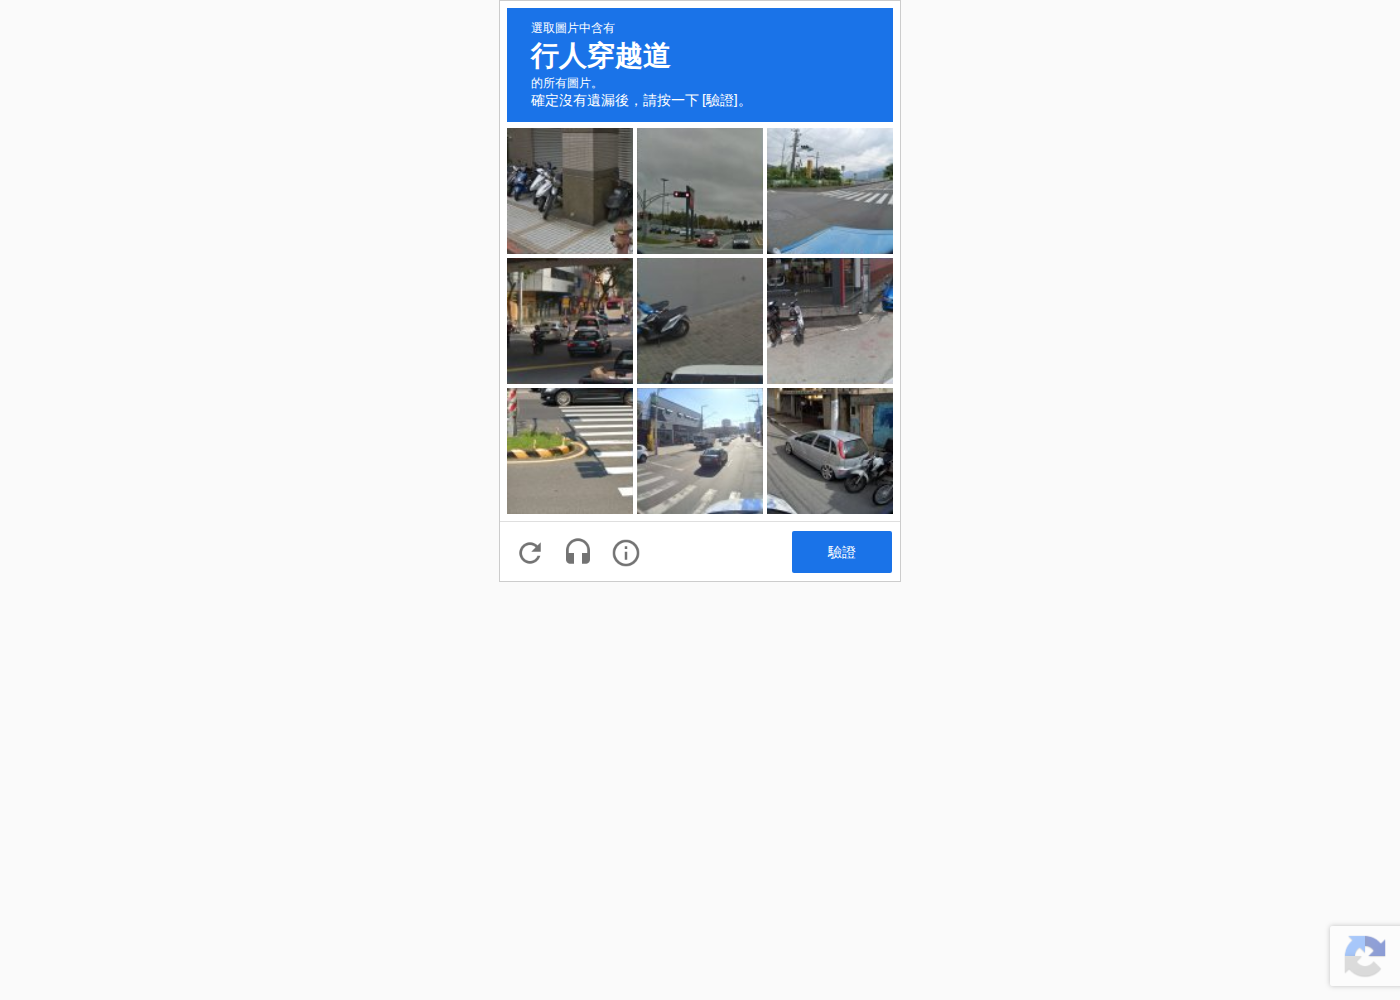 選取圖片中含有
行人穿越道
的所有圖片。
確定沒有遺漏後，請按一下 [驗證]。
驗證